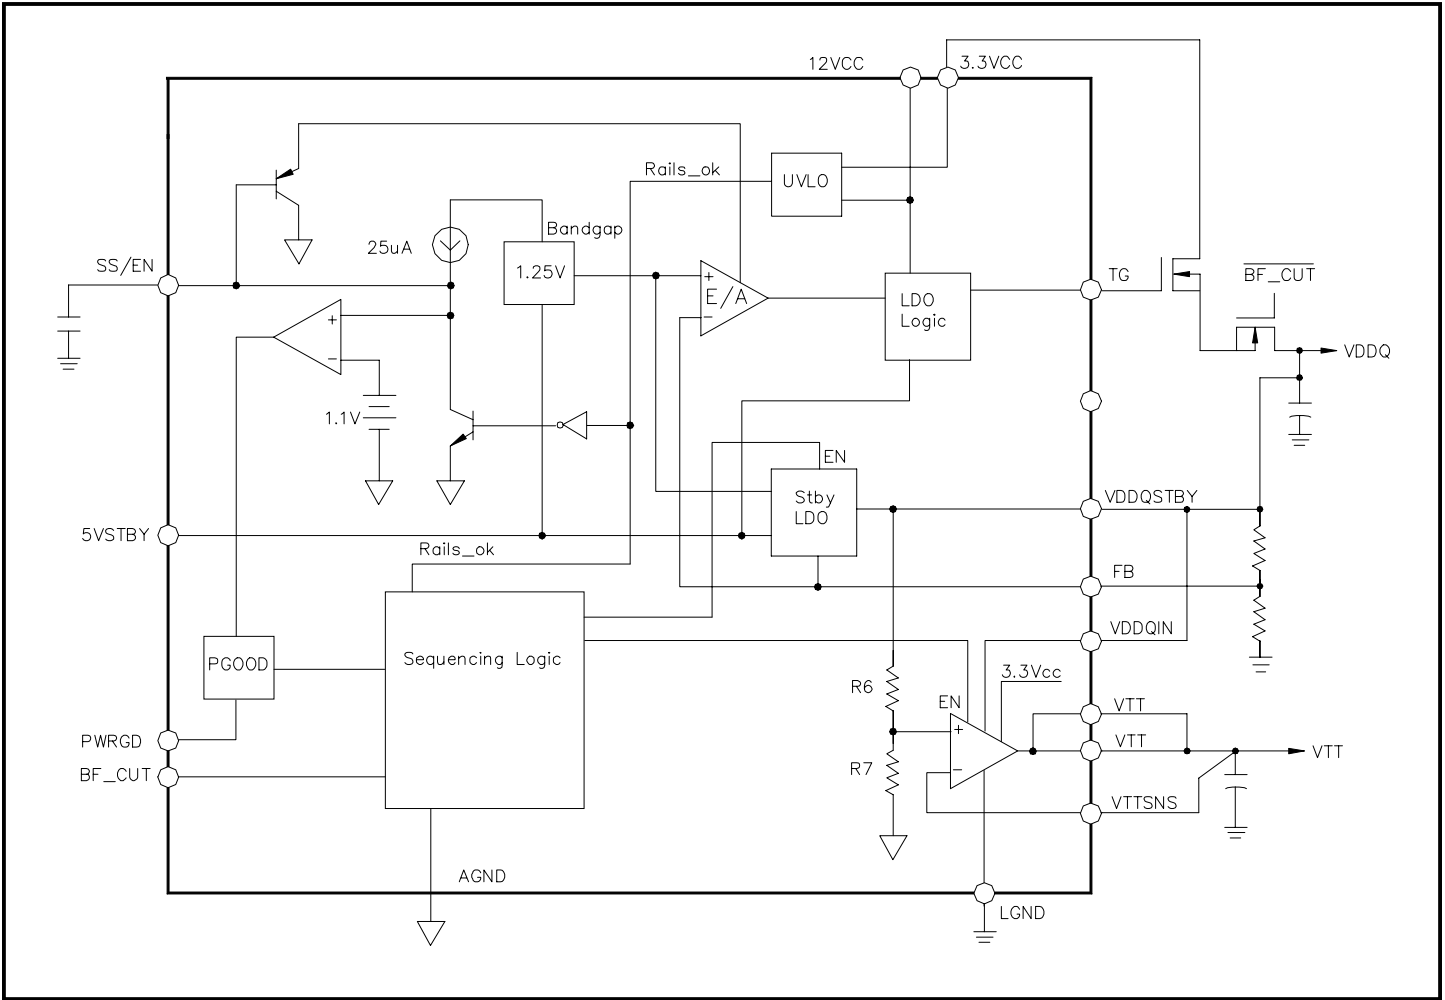 12VCC
3.3VCC
Rails_ok
UVLO
Bandgap
25uA
1.25V
SS/EN
+
E/A
−
LDO
Logic
TG
BF_CUT
VDDQ
+
−
1.1V
EN
Stby
LDO
VDDQSTBY
5VSTBY
Rails_ok
FB
VDDQIN
PGOOD
Sequencing Logic
3.3Vcc
R6
EN
VTT
+
VTT
VTT
PWRGD
R7
−
BF_CUT
VTTSNS
AGND
LGND